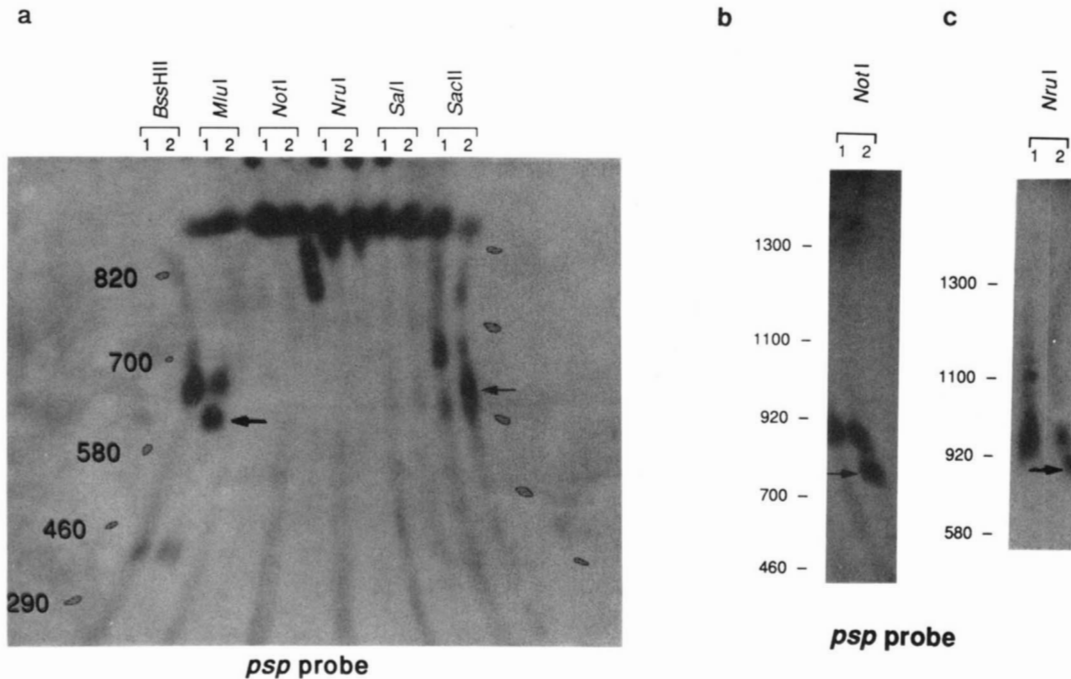 a
b
c
BssHII
MluI
NotI
NruI
SalI
SacII
1 2 1 2 1 2 1 2 1 2 1 2
820
700
580
460
290
psp probe
NotI
1 2
1300 –
1100 –
920 –
700 –
460 –
psp probe
NruI
1 2
1300 –
1100 –
920 –
580 –